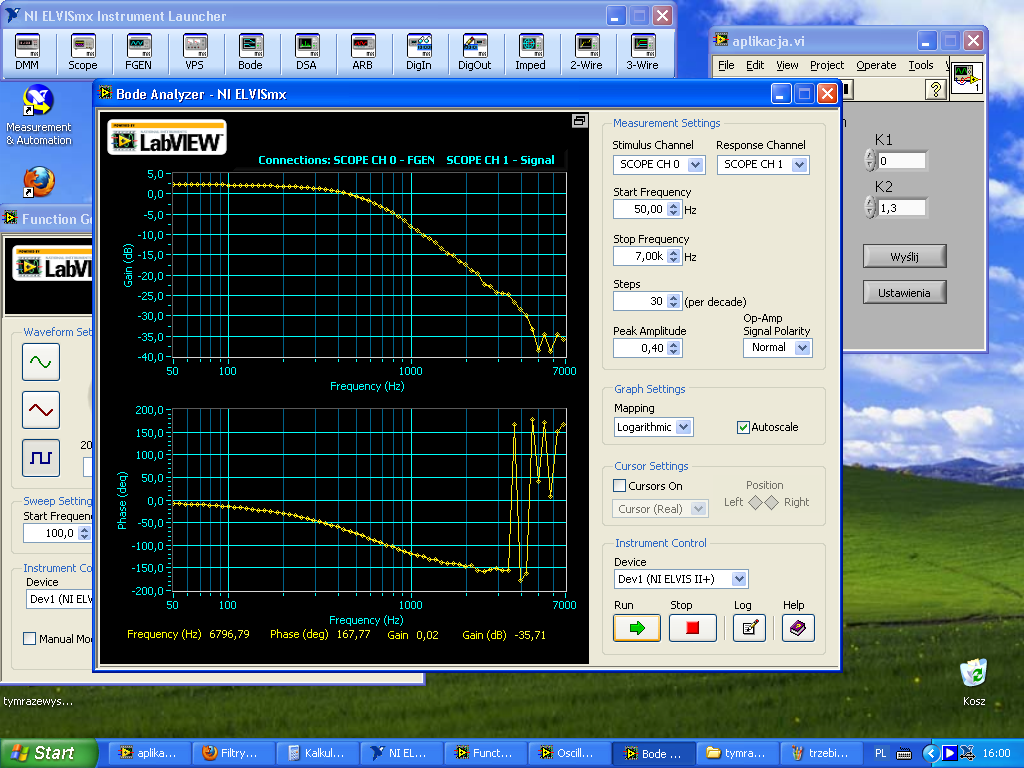 NI ELVISmx Instrument Launcher
DMM Scope FGEN VPS Bode DSA ARB DigIn DigOut Imped 2-Wire 3-Wire
aplikacja.vi
File Edit View Project Operate Tools
1
K1
0
K2
1,3
Wyślij
Ustawienia
Measurement
& Automation
Bode Analyzer - NI ELVISmx
POWERED BY
NATIONAL INSTRUMENTS
LabVIEW
Connections: SCOPE CH 0 - FGEN SCOPE CH 1 - Signal
Gain (dB)
5,0
0,0
-5,0
-10,0
-15,0
-20,0
-25,0
-30,0
-35,0
-40,0
50 100 1000 7000
Frequency (Hz)
Phase (deg)
200,0
150,0
100,0
50,0
0,0
-50,0
-100,0
-150,0
-200,0
50 100 1000 7000
Frequency (Hz)
Frequency (Hz) 6796,79 Phase (deg) 167,77 Gain 0,02 Gain (dB) -35,71
Measurement Settings
Stimulus Channel Response Channel
SCOPE CH 0 SCOPE CH 1
Start Frequency
50,00 Hz
Stop Frequency
7,00k Hz
Steps
30 (per decade)
Peak Amplitude
0,40
Op-Amp
Signal Polarity
Normal
Graph Settings
Mapping
Logarithmic Autoscale
Cursor Settings
Cursors On Position
Cursor (Real) Left Right
Instrument Control
Device
Dev1 (NI ELVIS II+)
Run Stop Log Help
Function Ge
POWERED BY
LabVI
Waveform Set
20
Sweep Setting
Start Frequen
100,0
Instrument Co
Device
Dev1 (NI ELV
Manual Mo
tymrazewys...
Kosz
Start aplika... Filtry... Kalkul... NI EL... Funct... Oscill... Bode ... tymra... trzebi... PL 16:00